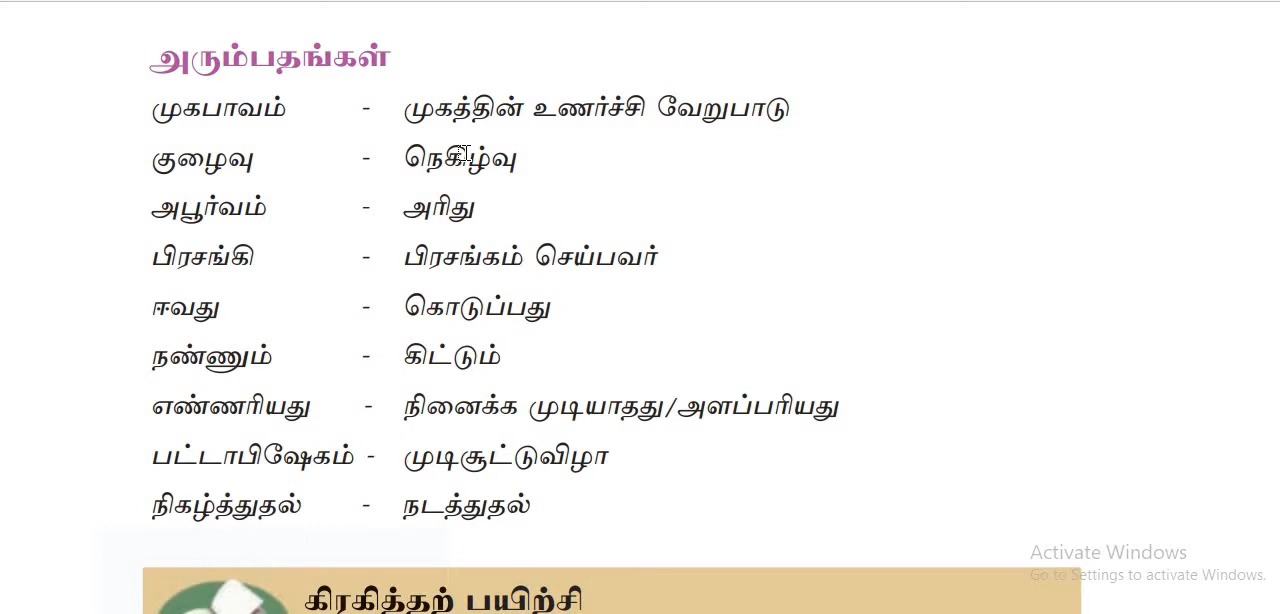 அரும்பதங்கள்
முகபாவம் - முகத்தின் உணர்ச்சி வேறுபாடு
குழைவு - நெகிழ்வு
அபூர்வம் - அரிது
பிரசங்கி - பிரசங்கம் செய்பவர்
ஈவது - கொடுப்பது
நண்ணும் - கிட்டும்
எண்ணரியது - நினைக்க முடியாதது/அளப்பரியது
பட்டாபிஷேகம் - முடிசூட்டுவிழா
நிகழ்த்துதல் - நடத்துதல்
Activate Windows
Go to Settings to activate Windows.
கிரகித்தற் பயிற்சி